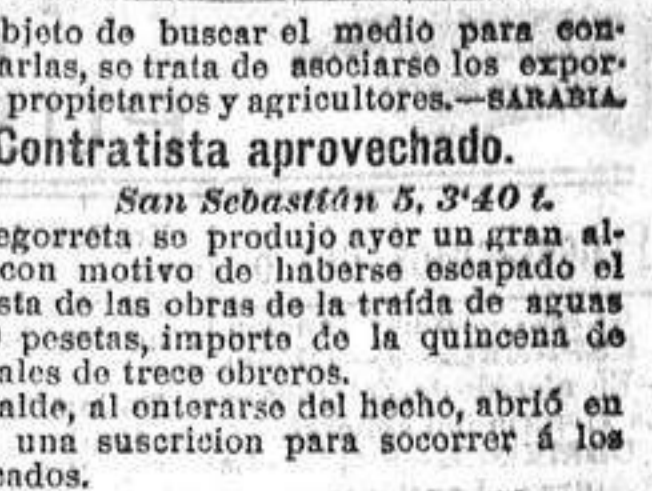 bjeto de buscar el medio para con-
arlas, se trata de asociarse los expor-
propietarios y agricultores.—SARABIA.
Contratista aprovechado.
San Sebastián 5, 3'40 t.
egorreta se produjo ayer un gran al-
con motivo de haberse escapado el
sta de las obras de la traída de aguas
pesetas, importe de la quincena de
ales de trece obreros.
alde, al enterarse del hecho, abrió en
una suscricion para socorrer á los
cados.